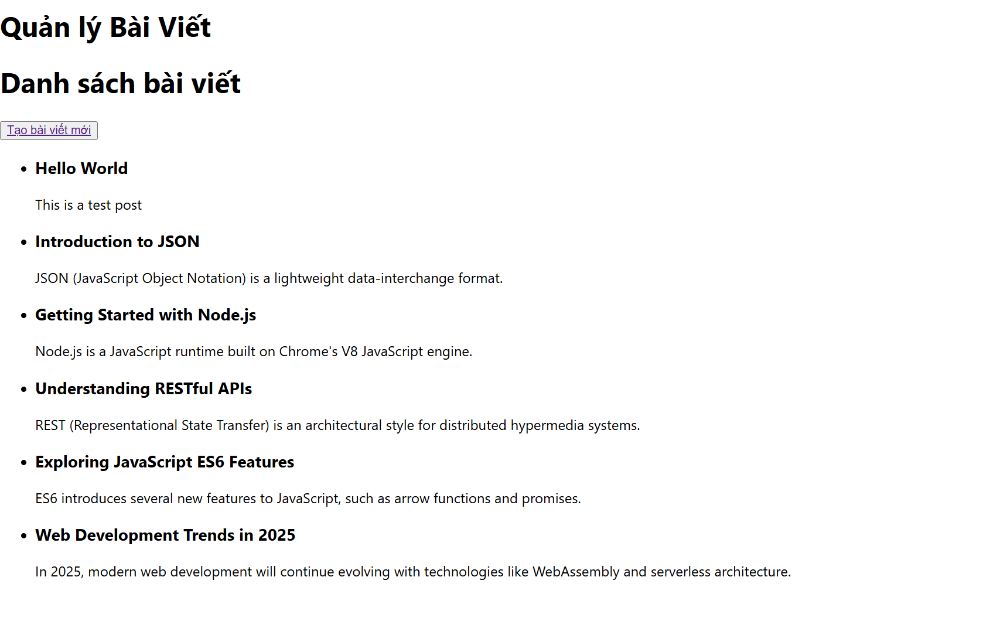 Quản lý Bài Viết
Danh sách bài viết
Tạo bài viết mới
Hello World
This is a test post
Introduction to JSON
JSON (JavaScript Object Notation) is a lightweight data-interchange format.
Getting Started with Node.js
Node.js is a JavaScript runtime built on Chrome's V8 JavaScript engine.
Understanding RESTful APIs
REST (Representational State Transfer) is an architectural style for distributed hypermedia systems.
Exploring JavaScript ES6 Features
ES6 introduces several new features to JavaScript, such as arrow functions and promises.
Web Development Trends in 2025
In 2025, modern web development will continue evolving with technologies like WebAssembly and serverless architecture.